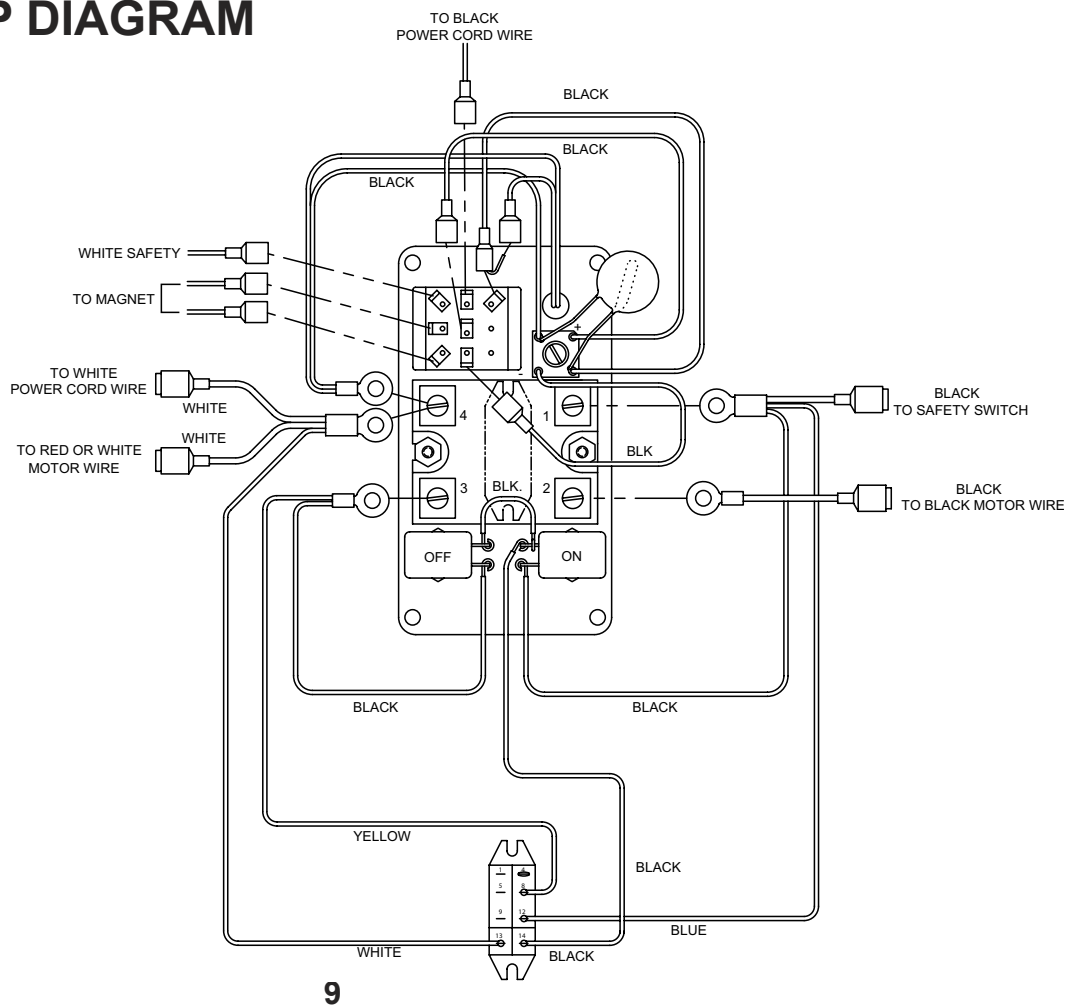 P DIAGRAM
TO BLACK
POWER CORD WIRE
BLACK
BLACK
BLACK
WHITE SAFETY
TO MAGNET
+
-
TO WHITE
POWER CORD WIRE
WHITE
4
1
BLACK
TO SAFETY SWITCH
WHITE
TO RED OR WHITE
MOTOR WIRE
BLK
3
BLK.
2
BLACK
TO BLACK MOTOR WIRE
OFF
ON
BLACK
BLACK
YELLOW
BLACK
1 4
5 8
9 12
13 14
BLUE
WHITE
BLACK
9